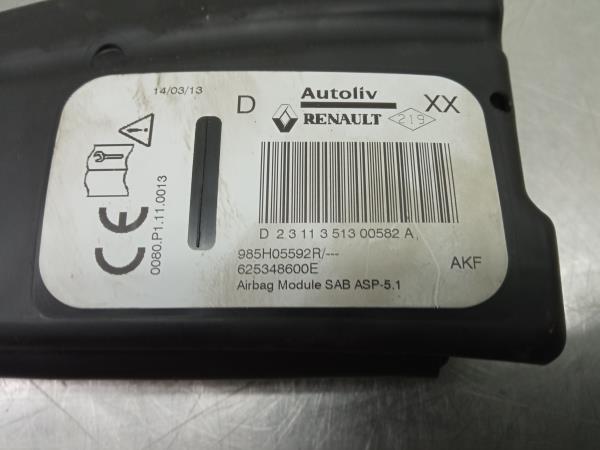 14/03/13
D Autoliv XX
RENAULT 219
D 2 3 11 3 513 00582 A
985H05592R/---
625348600E
AKF
Airbag Module SAB ASP-5.1
CE
0080.P1.11.0013